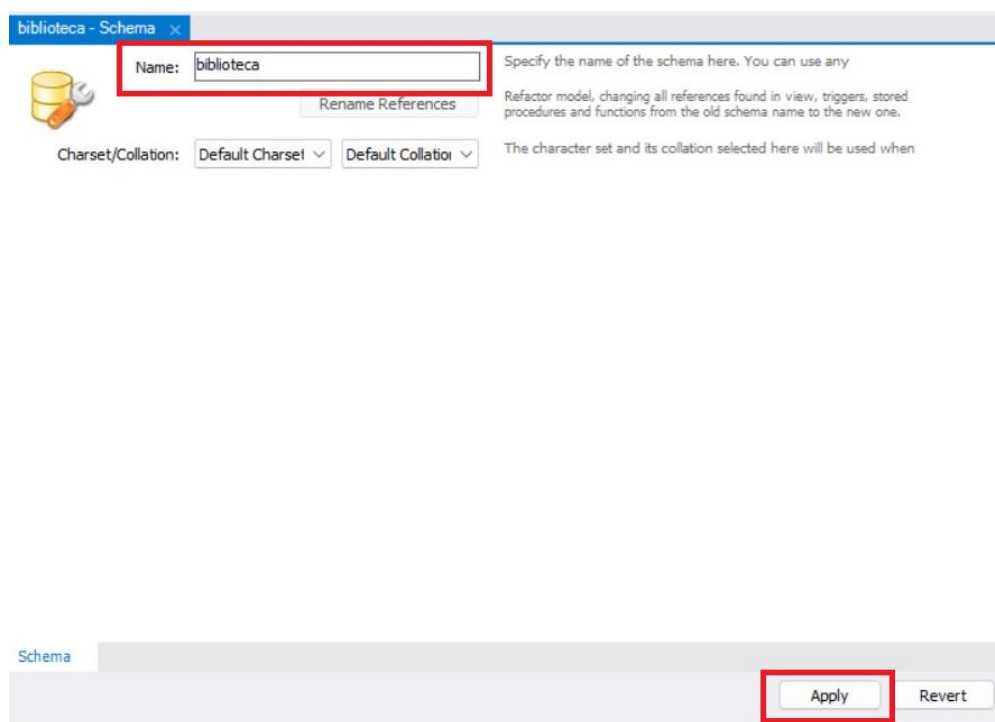 biblioteca - Schema
Name: biblioteca
Specify the name of the schema here. You can use any
Rename References
Refactor model, changing all references found in view, triggers, stored
procedures and functions from the old schema name to the new one.
Charset/Collation: Default Charset Default Collation
The character set and its collation selected here will be used when
Schema
Apply Revert